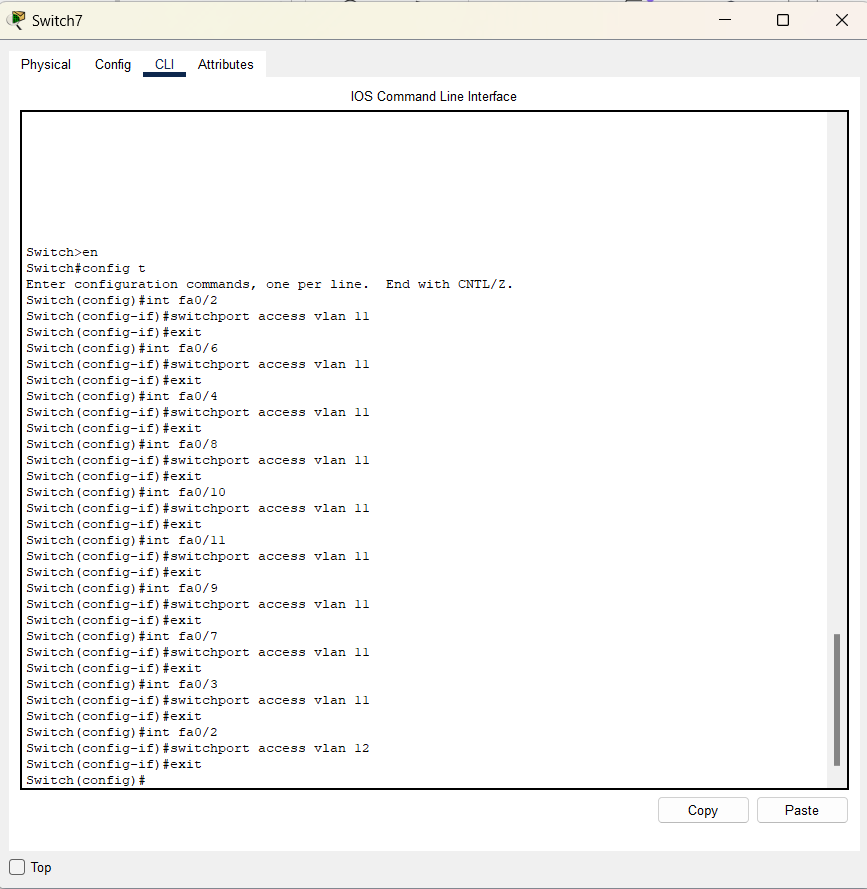 Switch7
Physical Config CLI Attributes
IOS Command Line Interface
Switch>en
Switch#config t
Enter configuration commands, one per line.  End with CNTL/Z.
Switch(config)#int fa0/2
Switch(config-if)#switchport access vlan 11
Switch(config-if)#exit
Switch(config)#int fa0/6
Switch(config-if)#switchport access vlan 11
Switch(config-if)#exit
Switch(config)#int fa0/4
Switch(config-if)#switchport access vlan 11
Switch(config-if)#exit
Switch(config)#int fa0/8
Switch(config-if)#switchport access vlan 11
Switch(config-if)#exit
Switch(config)#int fa0/10
Switch(config-if)#switchport access vlan 11
Switch(config-if)#exit
Switch(config)#int fa0/11
Switch(config-if)#switchport access vlan 11
Switch(config-if)#exit
Switch(config)#int fa0/9
Switch(config-if)#switchport access vlan 11
Switch(config-if)#exit
Switch(config)#int fa0/7
Switch(config-if)#switchport access vlan 11
Switch(config-if)#exit
Switch(config)#int fa0/3
Switch(config-if)#switchport access vlan 11
Switch(config-if)#exit
Switch(config)#int fa0/2
Switch(config-if)#switchport access vlan 12
Switch(config-if)#exit
Switch(config)#
Copy Paste
Top